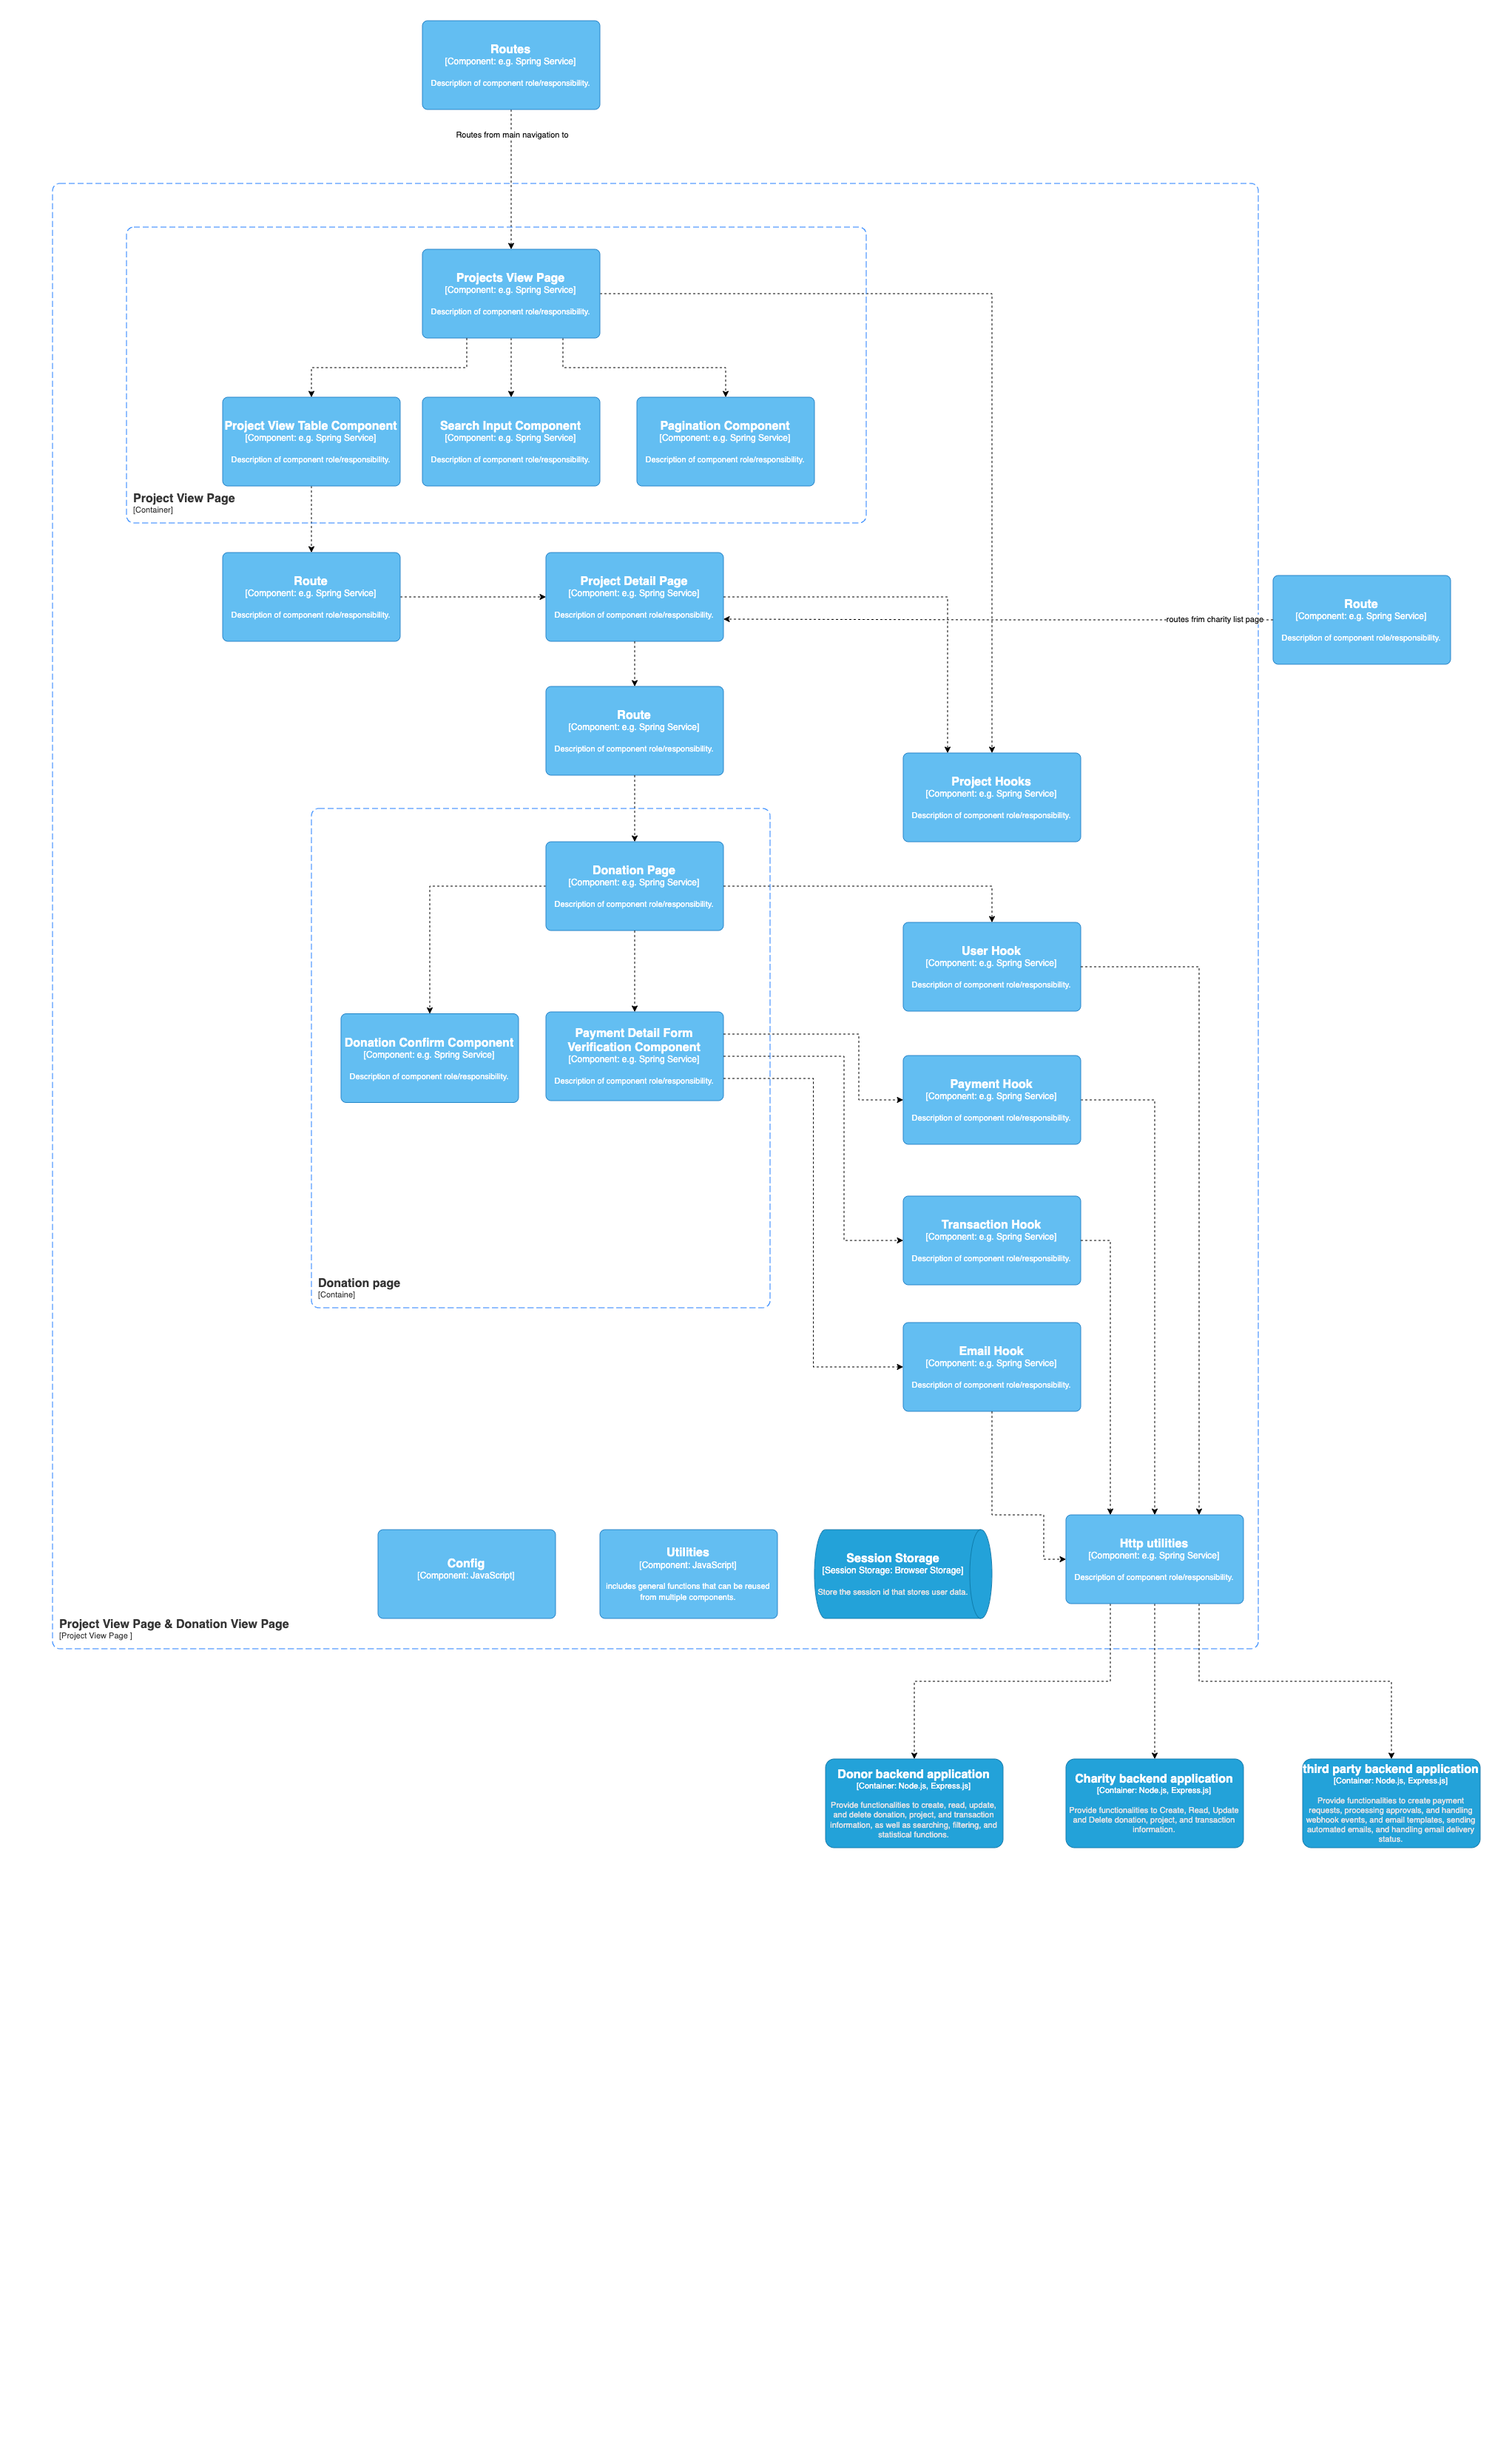 Routes
[Component: e.g. Spring Service]
Description of component role/responsibility.
Routes from main navigation to
Projects View Page
[Component: e.g. Spring Service]
Description of component role/responsibility.
Project View Table Component
[Component: e.g. Spring Service]
Description of component role/responsibility.
Search Input Component
[Component: e.g. Spring Service]
Description of component role/responsibility.
Pagination Component
[Component: e.g. Spring Service]
Description of component role/responsibility.
Project View Page
[Container]
Route
[Component: e.g. Spring Service]
Description of component role/responsibility.
Project Detail Page
[Component: e.g. Spring Service]
Description of component role/responsibility.
routes frim charity list page
Route
[Component: e.g. Spring Service]
Description of component role/responsibility.
Route
[Component: e.g. Spring Service]
Description of component role/responsibility.
Project Hooks
[Component: e.g. Spring Service]
Description of component role/responsibility.
Donation Page
[Component: e.g. Spring Service]
Description of component role/responsibility.
User Hook
[Component: e.g. Spring Service]
Description of component role/responsibility.
Donation Confirm Component
[Component: e.g. Spring Service]
Description of component role/responsibility.
Payment Detail Form
Verification Component
[Component: e.g. Spring Service]
Description of component role/responsibility.
Payment Hook
[Component: e.g. Spring Service]
Description of component role/responsibility.
Transaction Hook
[Component: e.g. Spring Service]
Description of component role/responsibility.
Donation page
[Containe]
Email Hook
[Component: e.g. Spring Service]
Description of component role/responsibility.
Config
[Component: JavaScript]
Utilities
[Component: JavaScript]
includes general functions that can be reused
from multiple components.
Session Storage
[Session Storage: Browser Storage]
Store the session id that stores user data.
Http utilities
[Component: e.g. Spring Service]
Description of component role/responsibility.
Project View Page & Donation View Page
[Project View Page ]
Donor backend application
[Container: Node.js, Express.js]
Provide functionalities to create, read, update,
and delete donation, project, and transaction
information, as well as searching, filtering, and
statistical functions.
Charity backend application
[Container: Node.js, Express.js]
Provide functionalities to Create, Read, Update
and Delete donation, project, and transaction
information.
third party backend application
[Container: Node.js, Express.js]
Provide functionalities to create payment
requests, processing approvals, and handling
webhook events, and email templates, sending
automated emails, and handling email delivery
status.